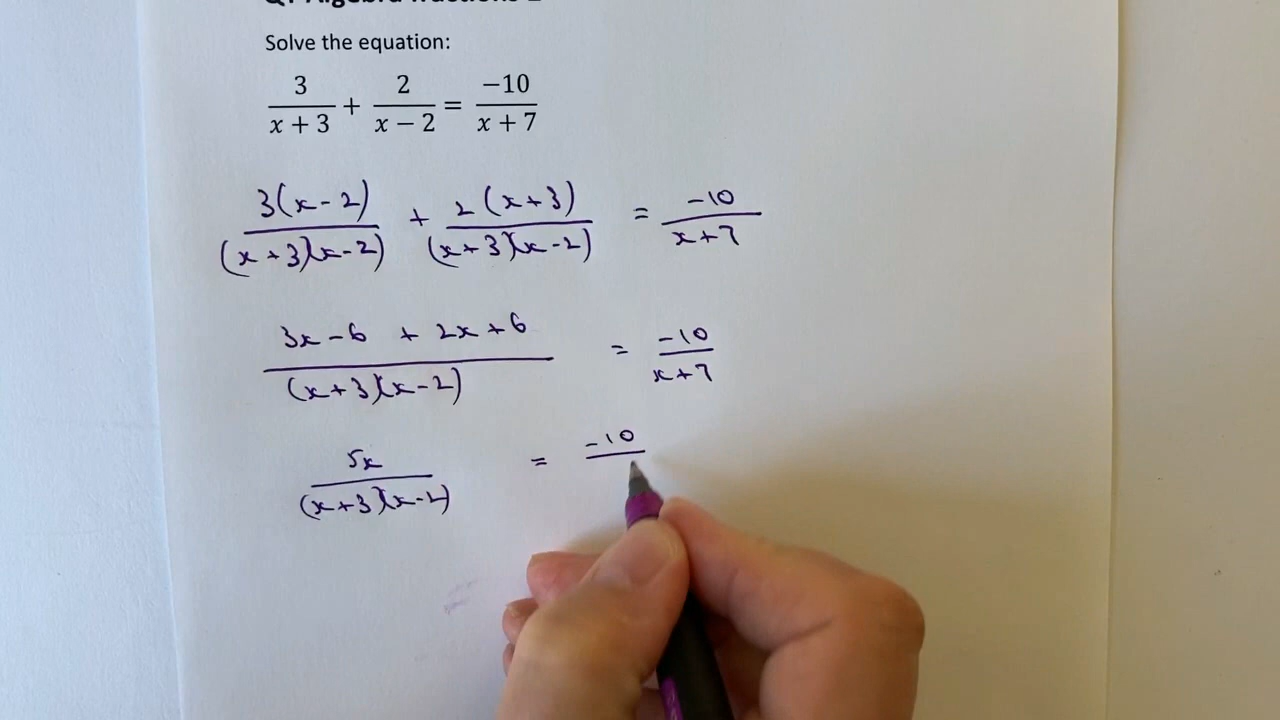 Solve the equation:
3/(x + 3) + 2/(x − 2) = −10/(x + 7)
3(x-2)/((x+3)(x-2)) + 2(x+3)/((x+3)(x-2)) = -10/(x+7)
(3x-6 + 2x+6)/((x+3)(x-2)) = -10/(x+7)
5x/((x+3)(x-2)) = -10/